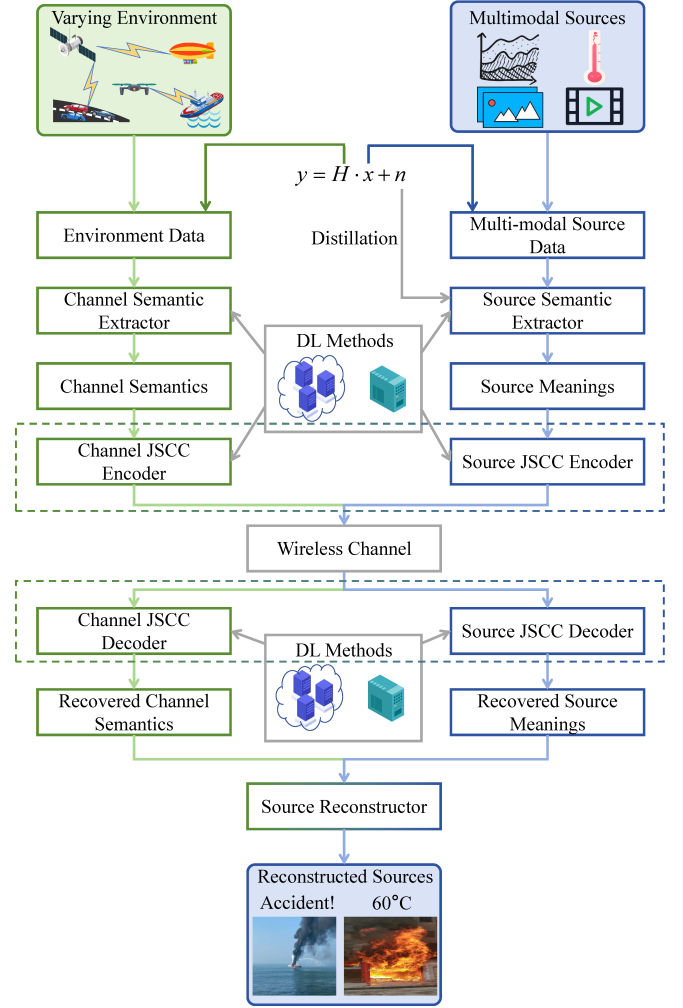 Varying Environment
Multimodal Sources
y = H · x + n
Distillation
Environment Data
Multi-modal Source
Data
Channel Semantic
Extractor
DL Methods
Source Semantic
Extractor
Channel Semantics
Source Meanings
Channel JSCC
Encoder
Source JSCC Encoder
Wireless Channel
Channel JSCC
Decoder
DL Methods
Source JSCC Decoder
Recovered Channel
Semantics
Recovered Source
Meanings
Source Reconstructor
Reconstructed Sources
Accident!
60°C